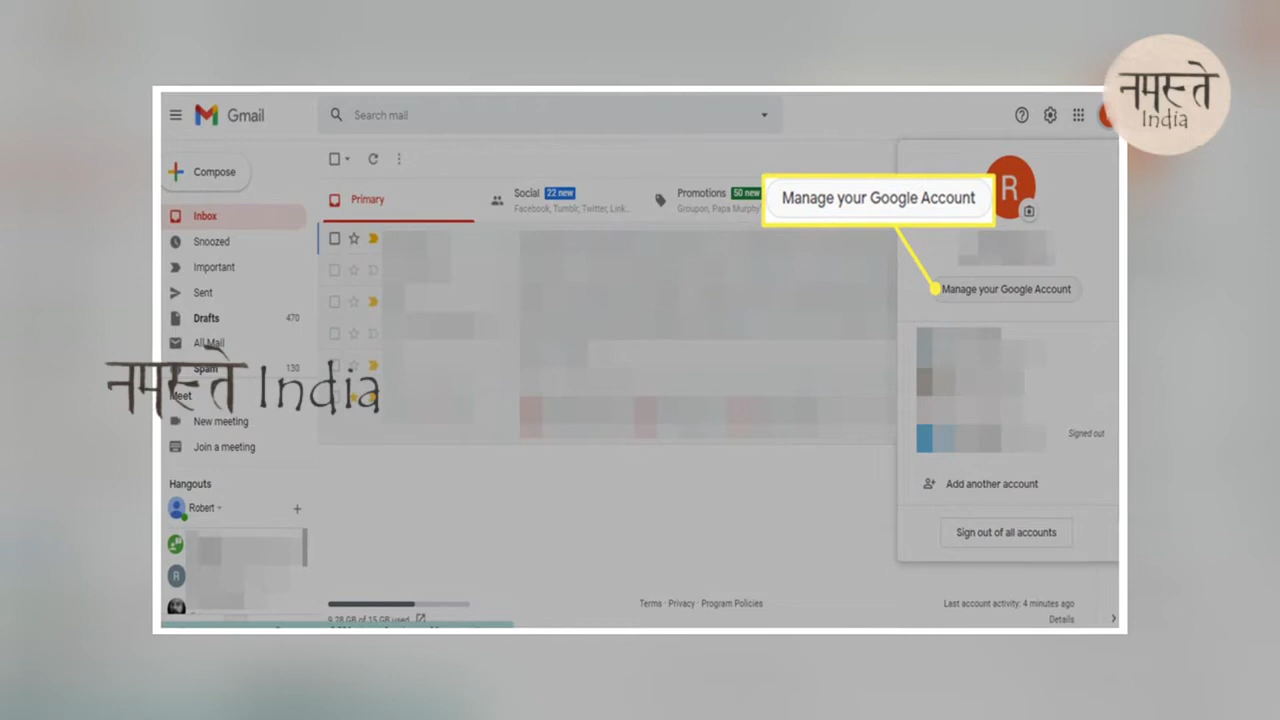 नमस्ते
India
Gmail
Search mail
Compose
Primary
Social 22 new
Facebook, Tumblr, Twitter, Link...
Promotions 50 new
Groupon, Papa Murphy
Manage your Google Account
R
Inbox
Snoozed
Important
Sent
Drafts 470
All Mail
Spam 130
नमस्ते India
Meet
New meeting
Join a meeting
Hangouts
Robert
R
Manage your Google Account
Signed out
Add another account
Sign out of all accounts
9.28 GB of 15 GB used
Terms · Privacy · Program Policies
Last account activity: 4 minutes ago
Details